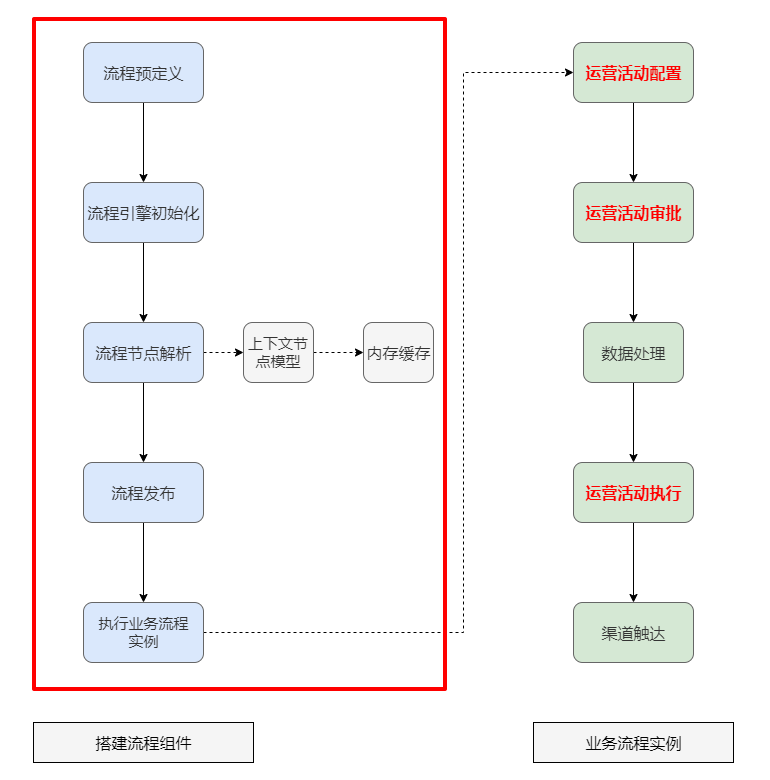 流程预定义
流程引擎初始化
流程节点解析
上下文节
点模型
内存缓存
流程发布
执行业务流程
实例
搭建流程组件
运营活动配置
运营活动审批
数据处理
运营活动执行
渠道触达
业务流程实例